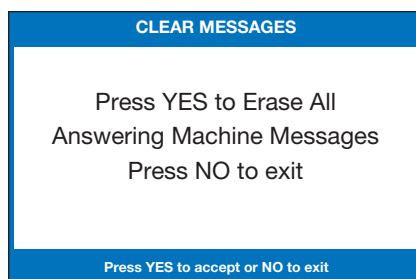 CLEAR MESSAGES
Press YES to Erase All
Answering Machine Messages
Press NO to exit
Press YES to accept or NO to exit